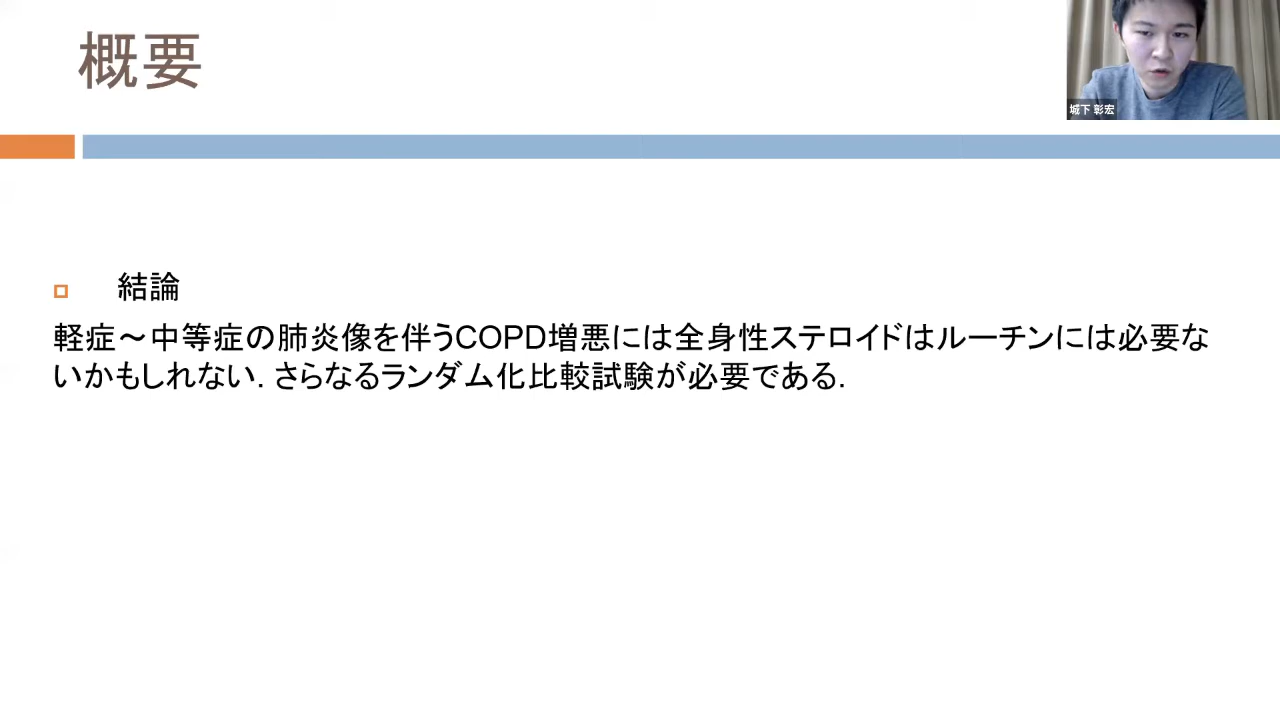 概要
城下 彰宏
結論
軽症～中等症の肺炎像を伴うCOPD増悪には全身性ステロイドはルーチンには必要な
いかもしれない. さらなるランダム化比較試験が必要である.